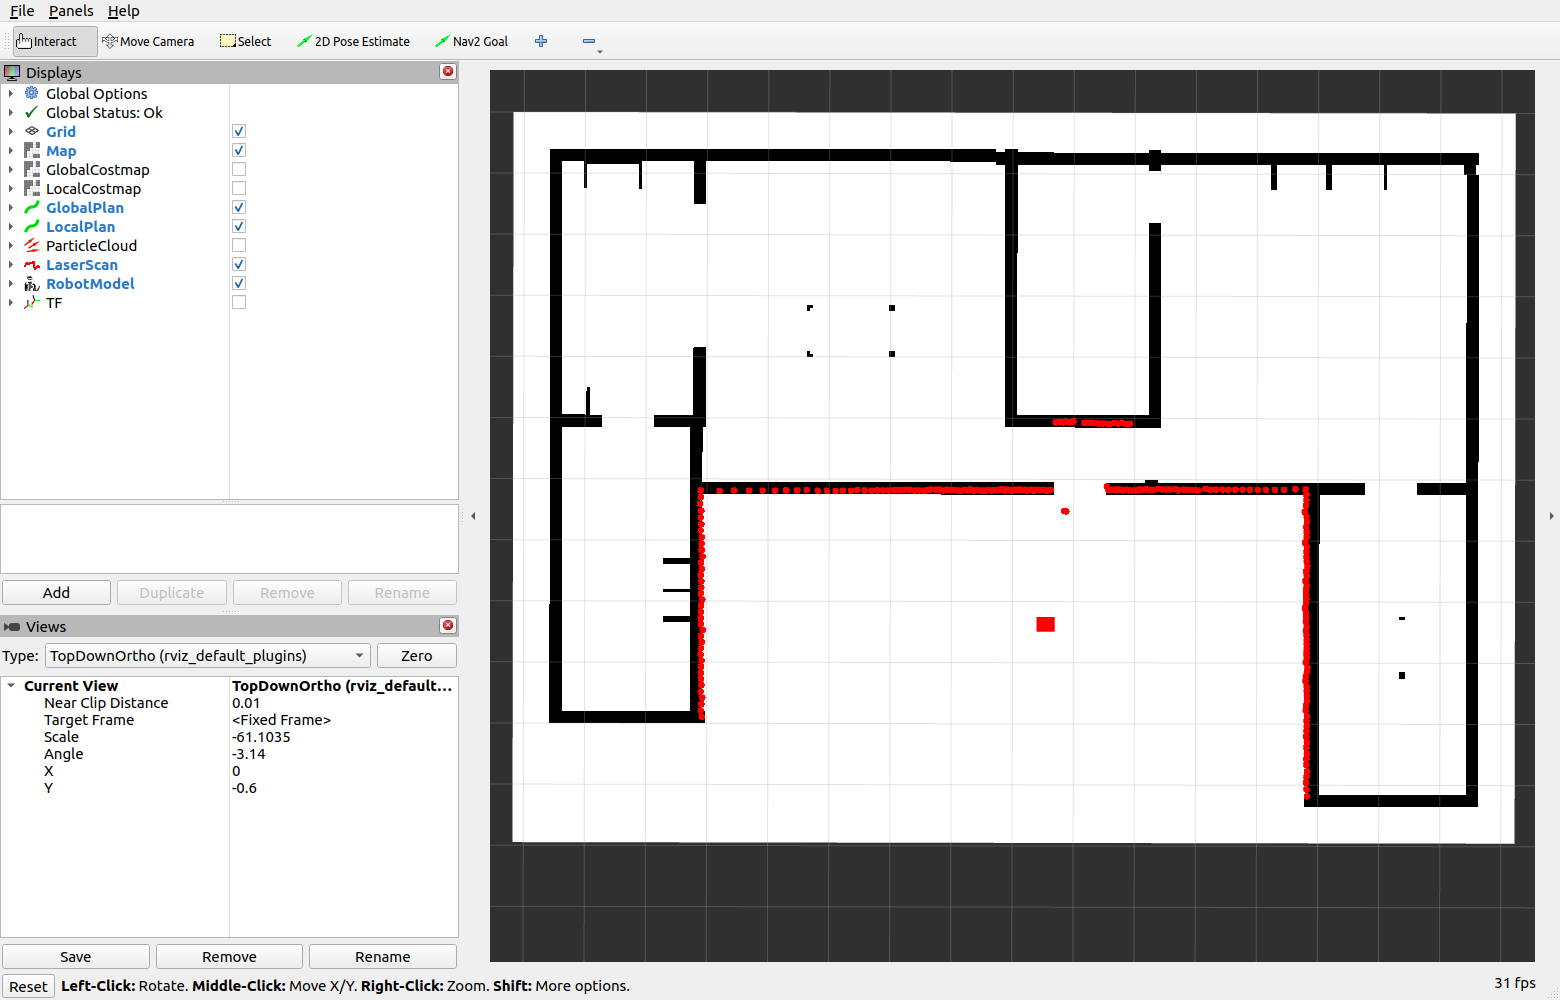 File Panels Help
Interact Move Camera Select 2D Pose Estimate Nav2 Goal
Displays
Global Options
Global Status: Ok
Grid
Map
GlobalCostmap
LocalCostmap
GlobalPlan
LocalPlan
ParticleCloud
LaserScan
RobotModel
TF
Add Duplicate Remove Rename
Views
Type: TopDownOrtho (rviz_default_plugins) Zero
Current View TopDownOrtho (rviz_default...
Near Clip Distance 0.01
Target Frame <Fixed Frame>
Scale -61.1035
Angle -3.14
X 0
Y -0.6
Save Remove Rename
Reset Left-Click: Rotate. Middle-Click: Move X/Y. Right-Click: Zoom. Shift: More options. 31 fps